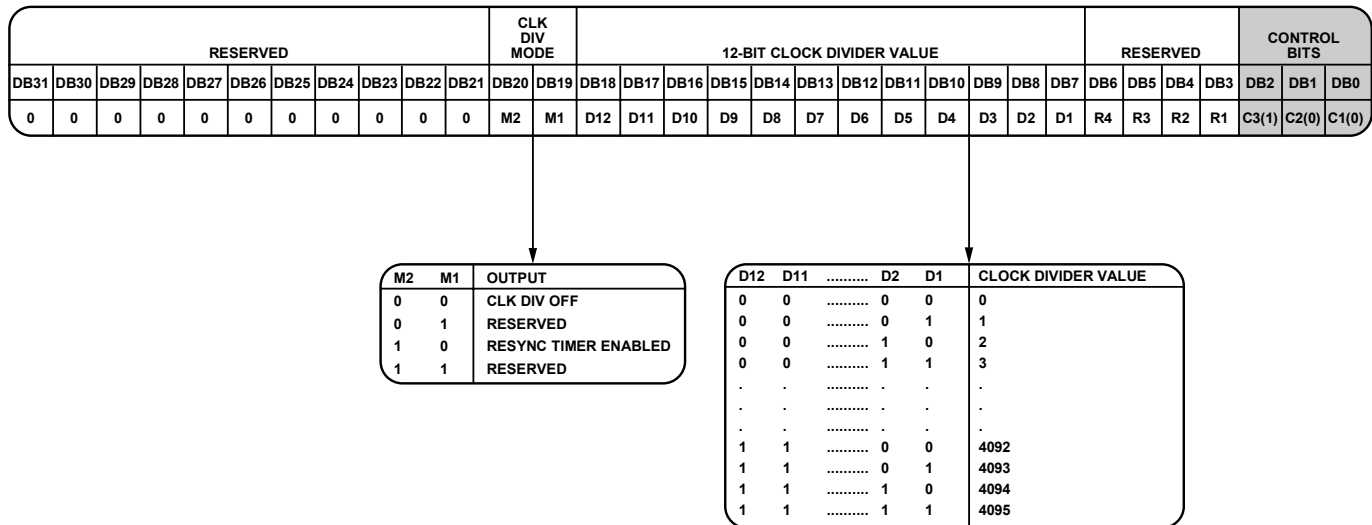 RESERVED
CLK
DIV
MODE
12-BIT CLOCK DIVIDER VALUE
RESERVED
CONTROL
BITS
DB31 DB30 DB29 DB28 DB27 DB26 DB25 DB24 DB23 DB22 DB21 DB20 DB19 DB18 DB17 DB16 DB15 DB14 DB13 DB12 DB11 DB10 DB9 DB8 DB7 DB6 DB5 DB4 DB3 DB2 DB1 DB0
0 0 0 0 0 0 0 0 0 0 0 M2 M1 D12 D11 D10 D9 D8 D7 D6 D5 D4 D3 D2 D1 R4 R3 R2 R1 C3(1) C2(0) C1(0)
M2 M1 OUTPUT
0 0 CLK DIV OFF
0 1 RESERVED
1 0 RESYNC TIMER ENABLED
1 1 RESERVED
D12 D11 .......... D2 D1 CLOCK DIVIDER VALUE
0 0 .......... 0 0 0
0 0 .......... 0 1 1
0 0 .......... 1 0 2
0 0 .......... 1 1 3
. . .......... . . .
. . .......... . . .
. . .......... . . .
1 1 .......... 0 0 4092
1 1 .......... 0 1 4093
1 1 .......... 1 0 4094
1 1 .......... 1 1 4095